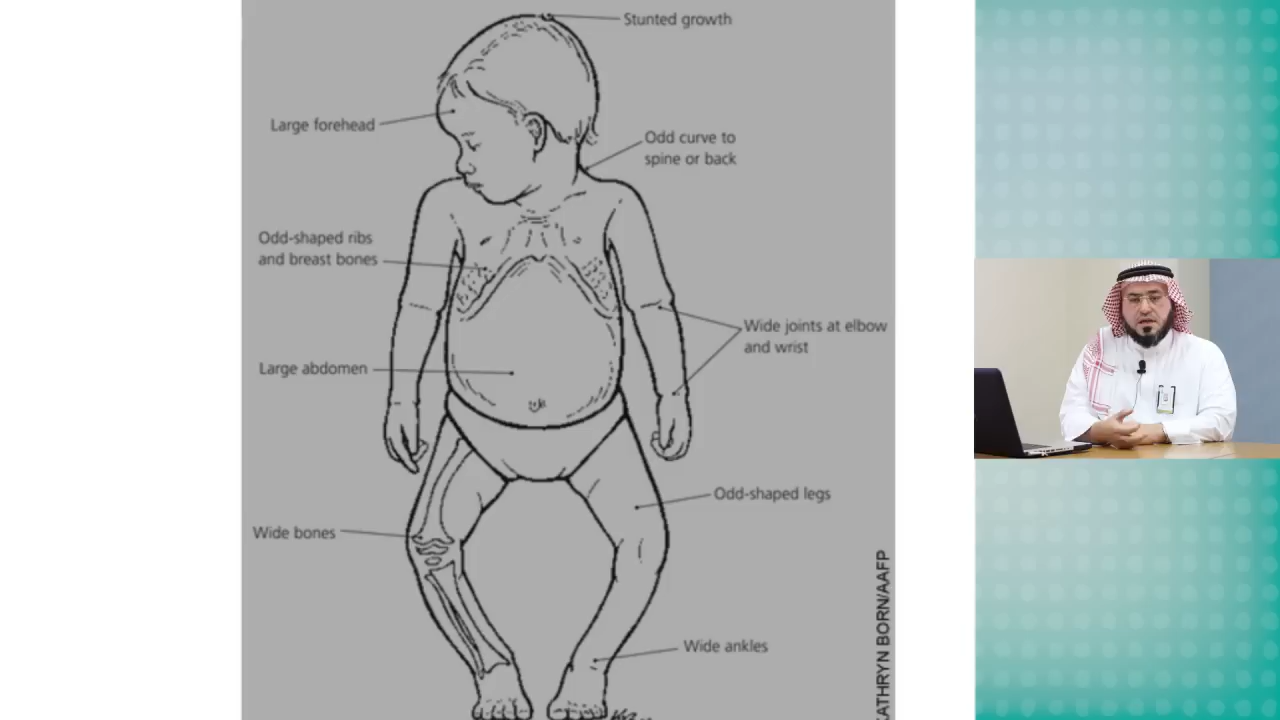 Stunted growth
Large forehead
Odd curve to
spine or back
Odd-shaped ribs
and breast bones
Wide joints at elbow
and wrist
Large abdomen
Odd-shaped legs
Wide bones
Wide ankles
KATHRYN BORN/AAFP